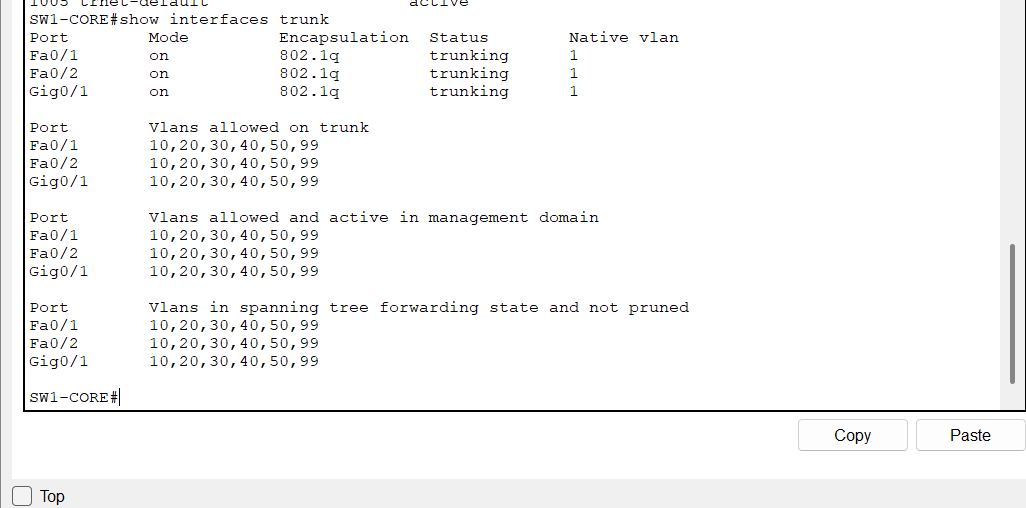 1005 trnet-default                    active
SW1-CORE#show interfaces trunk
Port        Mode         Encapsulation  Status        Native vlan
Fa0/1       on           802.1q         trunking      1
Fa0/2       on           802.1q         trunking      1
Gig0/1      on           802.1q         trunking      1
Port        Vlans allowed on trunk
Fa0/1       10,20,30,40,50,99
Fa0/2       10,20,30,40,50,99
Gig0/1      10,20,30,40,50,99
Port        Vlans allowed and active in management domain
Fa0/1       10,20,30,40,50,99
Fa0/2       10,20,30,40,50,99
Gig0/1      10,20,30,40,50,99
Port        Vlans in spanning tree forwarding state and not pruned
Fa0/1       10,20,30,40,50,99
Fa0/2       10,20,30,40,50,99
Gig0/1      10,20,30,40,50,99
SW1-CORE#
Copy Paste
Top